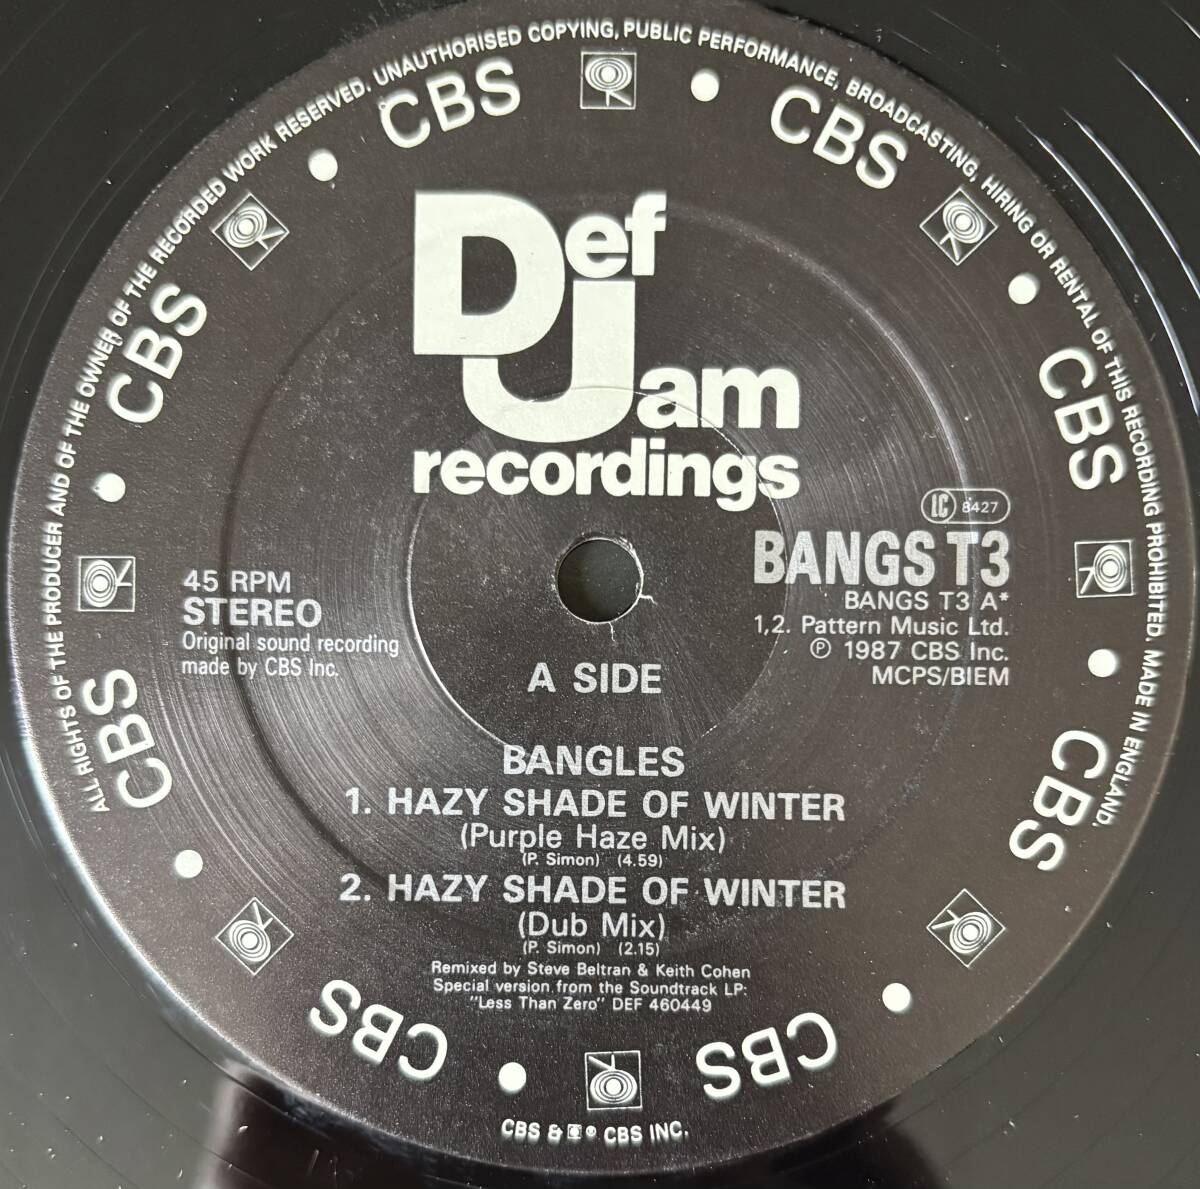 ALL RIGHTS OF THE PRODUCER AND OF THE OWNER OF THE RECORDED WORK RESERVED. UNAUTHORISED COPYING, PUBLIC PERFORMANCE, BROADCASTING, HIRING OR RENTAL OF THIS RECORDING PROHIBITED. MADE IN ENGLAND.
CBS
CBS
CBS
CBS
CBS
CBS
CBS
CBS
Def
Jam
recordings
LC 8427
BANGS T3
BANGS T3 A*
1,2. Pattern Music Ltd.
℗ 1987 CBS Inc.
MCPS/BIEM
45 RPM
STEREO
Original sound recording
made by CBS Inc.
A SIDE
BANGLES
1. HAZY SHADE OF WINTER
(Purple Haze Mix)
(P. Simon) (4.59)
2. HAZY SHADE OF WINTER
(Dub Mix)
(P. Simon) (2.15)
Remixed by Steve Beltran & Keith Cohen
Special version from the Soundtrack LP:
"Less Than Zero" DEF 460449
CBS & ® CBS INC.